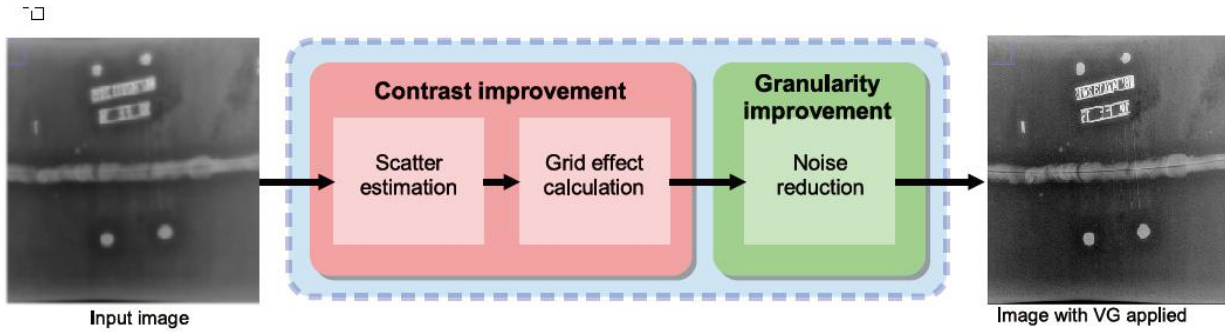 Contrast improvement
Granularity
improvement
Scatter
estimation
Grid effect
calculation
Noise
reduction
Input image
Image with VG applied